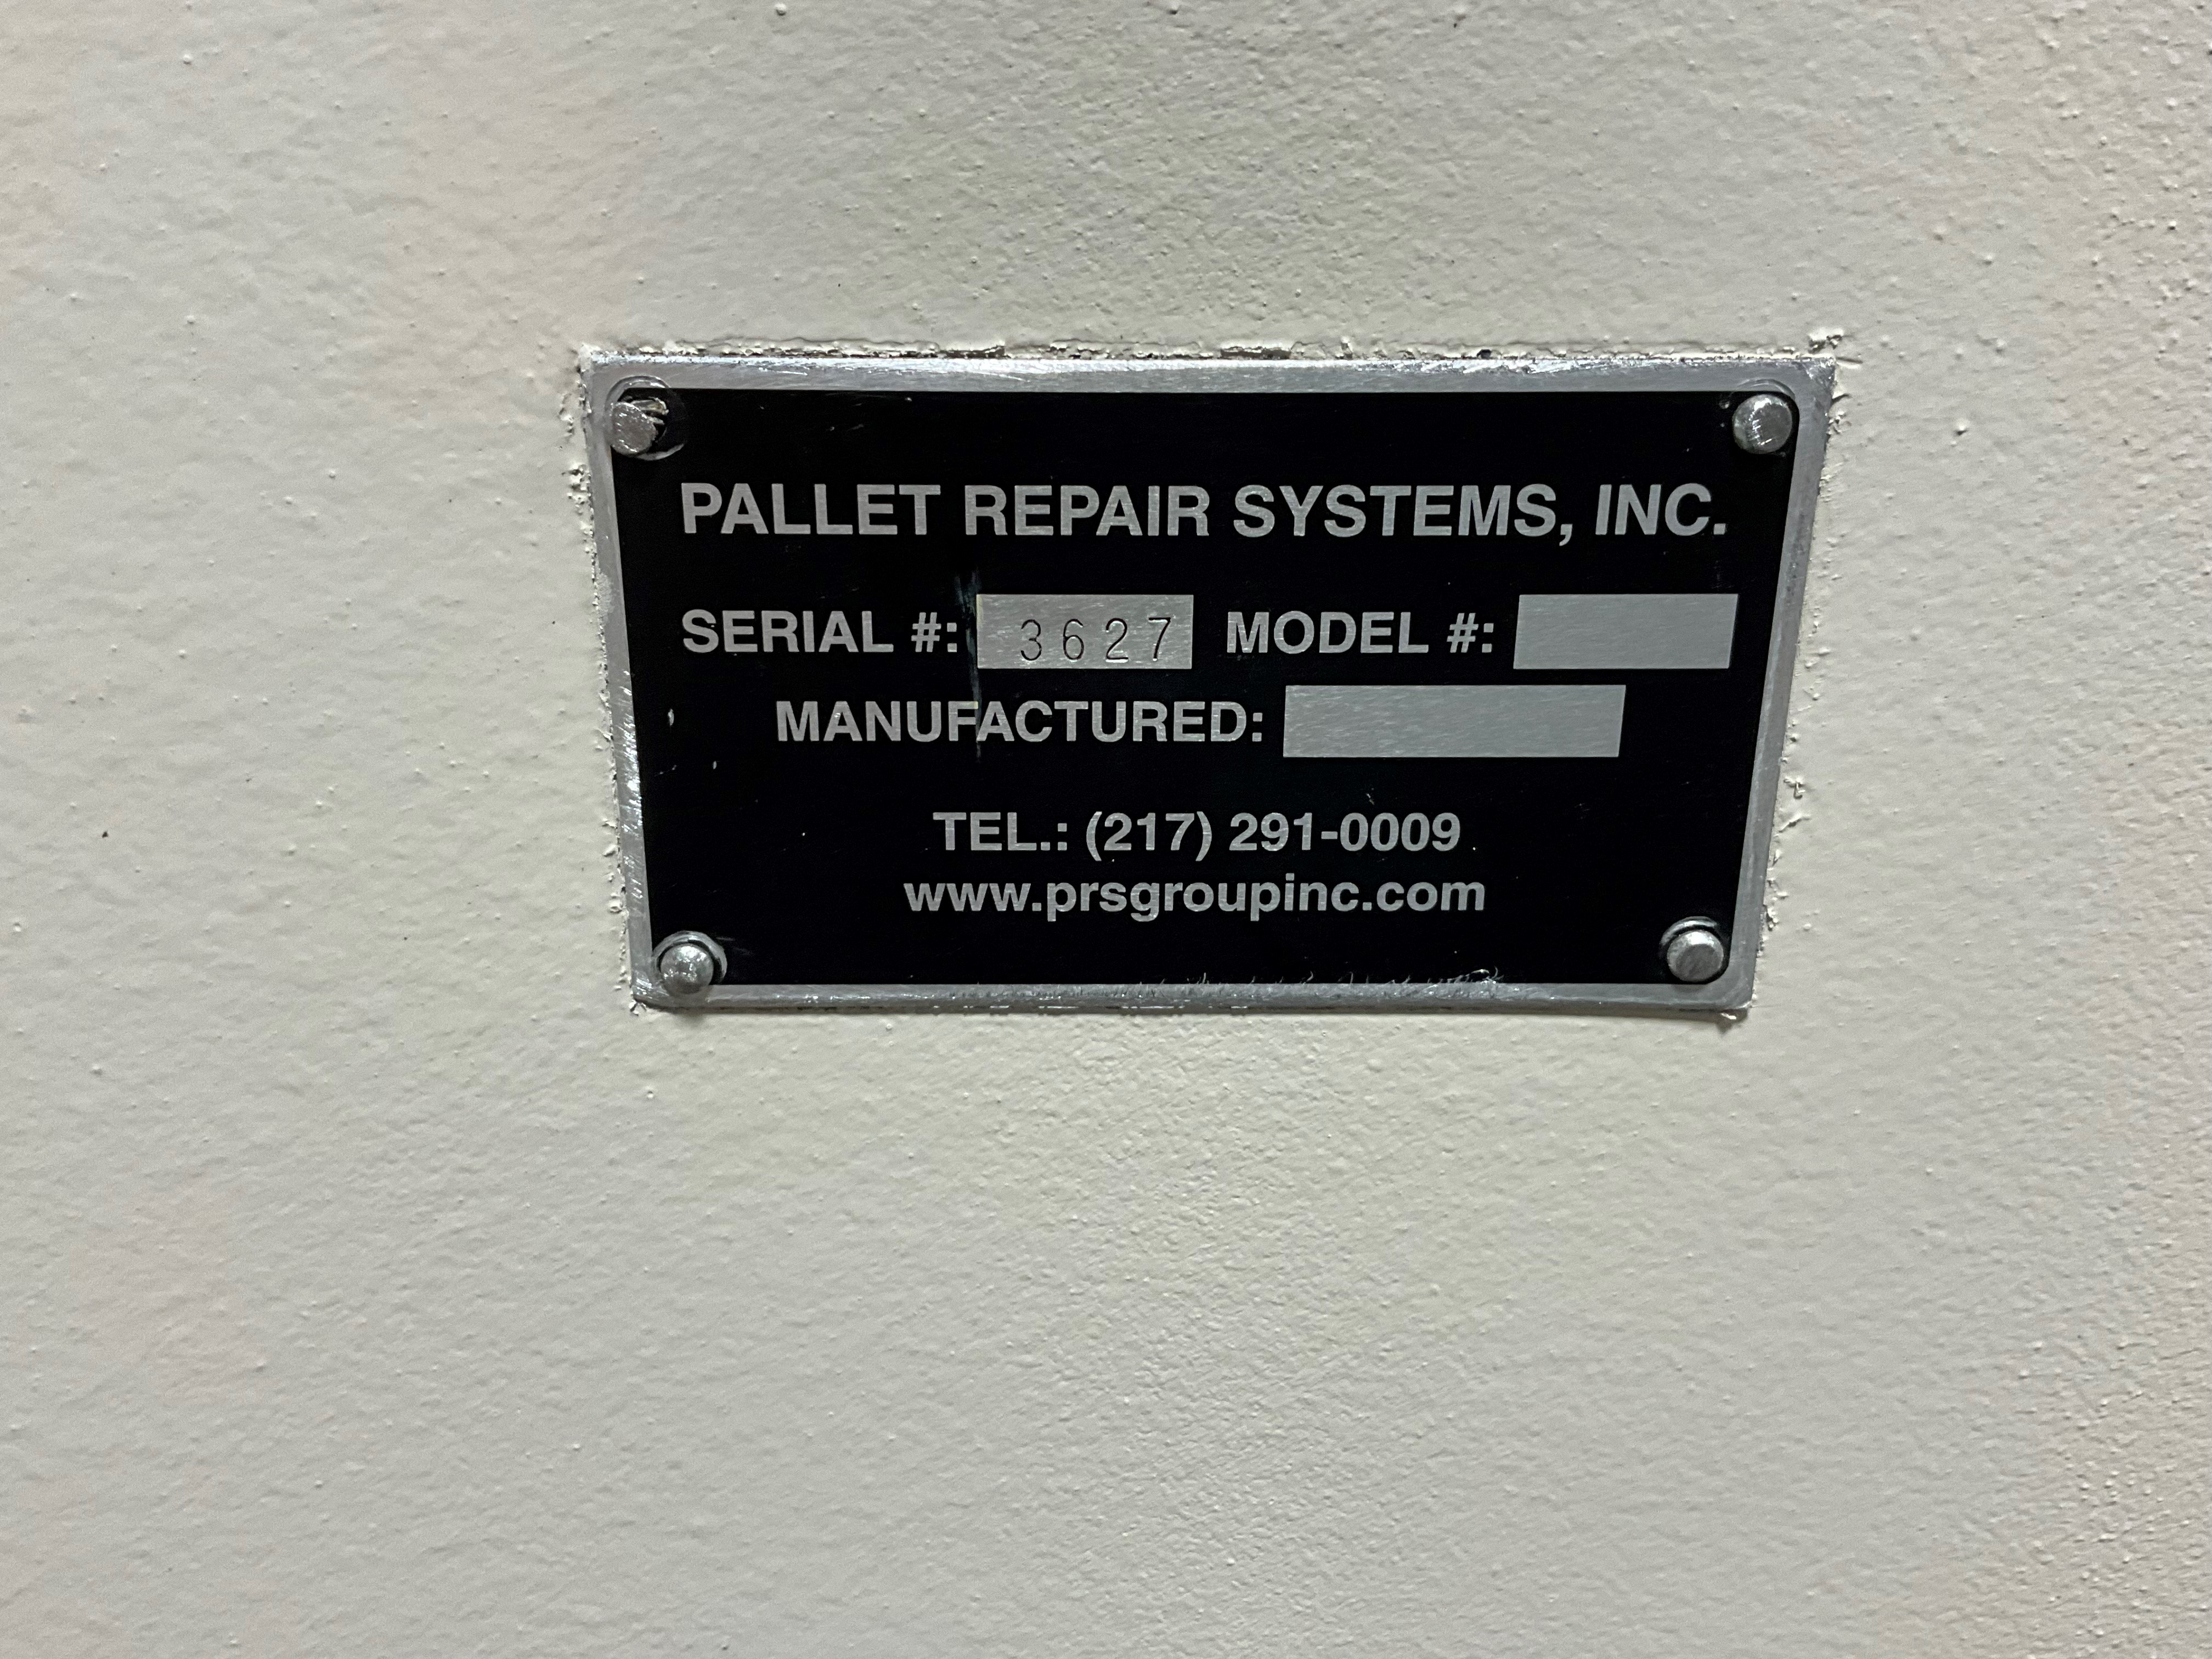 PALLET REPAIR SYSTEMS, INC.
SERIAL #: 3627 MODEL #:
MANUFACTURED:
TEL.: (217) 291-0009
www.prsgroupinc.com